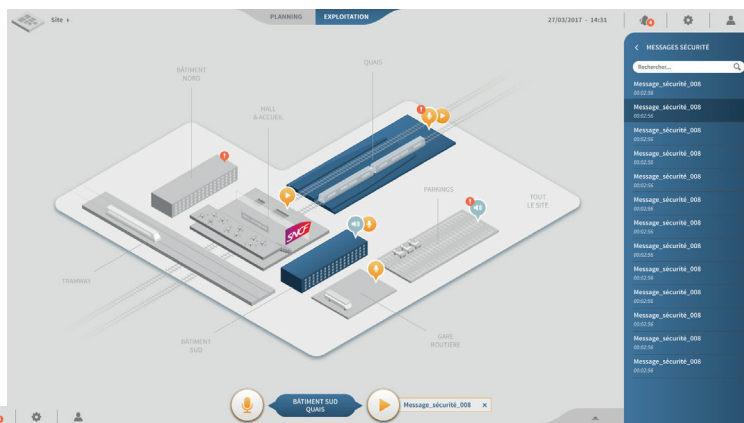 Site ›
PLANNING
EXPLOITATION
27/03/2017 - 14:31
MESSAGES SÉCURITÉ
Rechercher...
Message_sécurité_008
00:02:56
Message_sécurité_008
00:02:56
Message_sécurité_008
00:02:56
Message_sécurité_008
00:02:56
Message_sécurité_008
00:02:56
Message_sécurité_008
00:02:56
Message_sécurité_008
00:02:56
Message_sécurité_008
00:02:56
Message_sécurité_008
00:02:56
Message_sécurité_008
00:02:56
Message_sécurité_008
00:02:56
Message_sécurité_008
00:02:56
Message_sécurité_008
00:02:56
BÂTIMENT
NORD
QUAIS
HALL
& ACCUEIL
PARKINGS
TOUT
LE SITE
SNCF
TRAMWAY
BÂTIMENT
SUD
GARE
ROUTIÈRE
BÂTIMENT SUD
QUAIS
Message_sécurité_008 ×